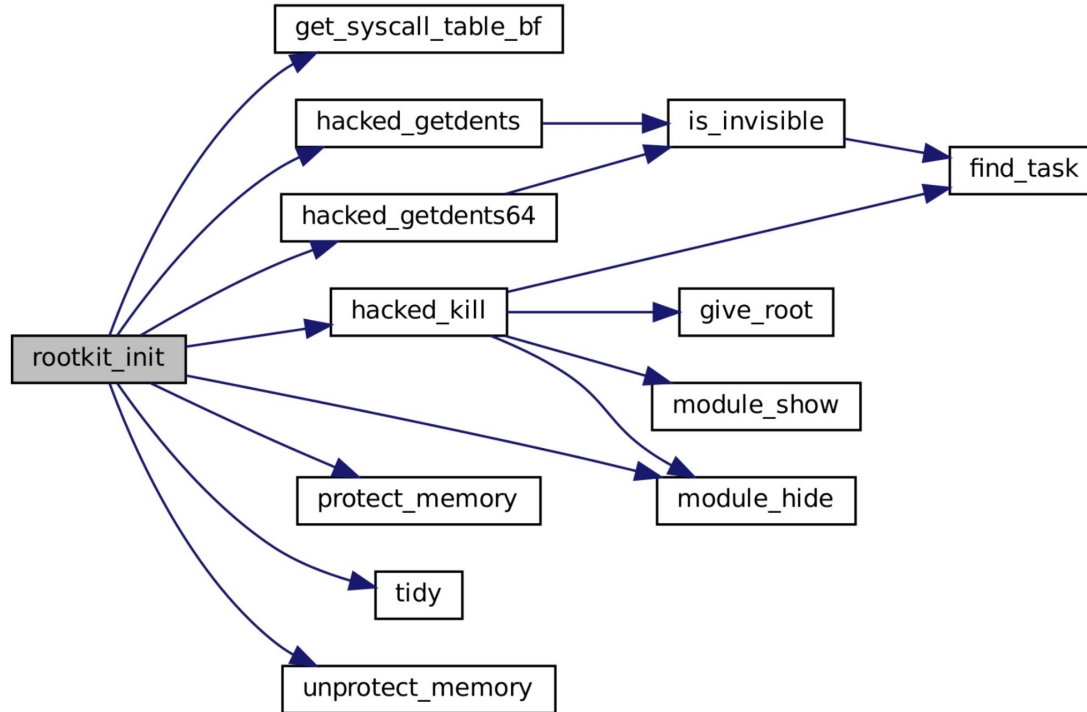 get_syscall_table_bf
hacked_getdents
is_invisible
find_task
hacked_getdents64
hacked_kill
give_root
rootkit_init
module_show
protect_memory
module_hide
tidy
unprotect_memory